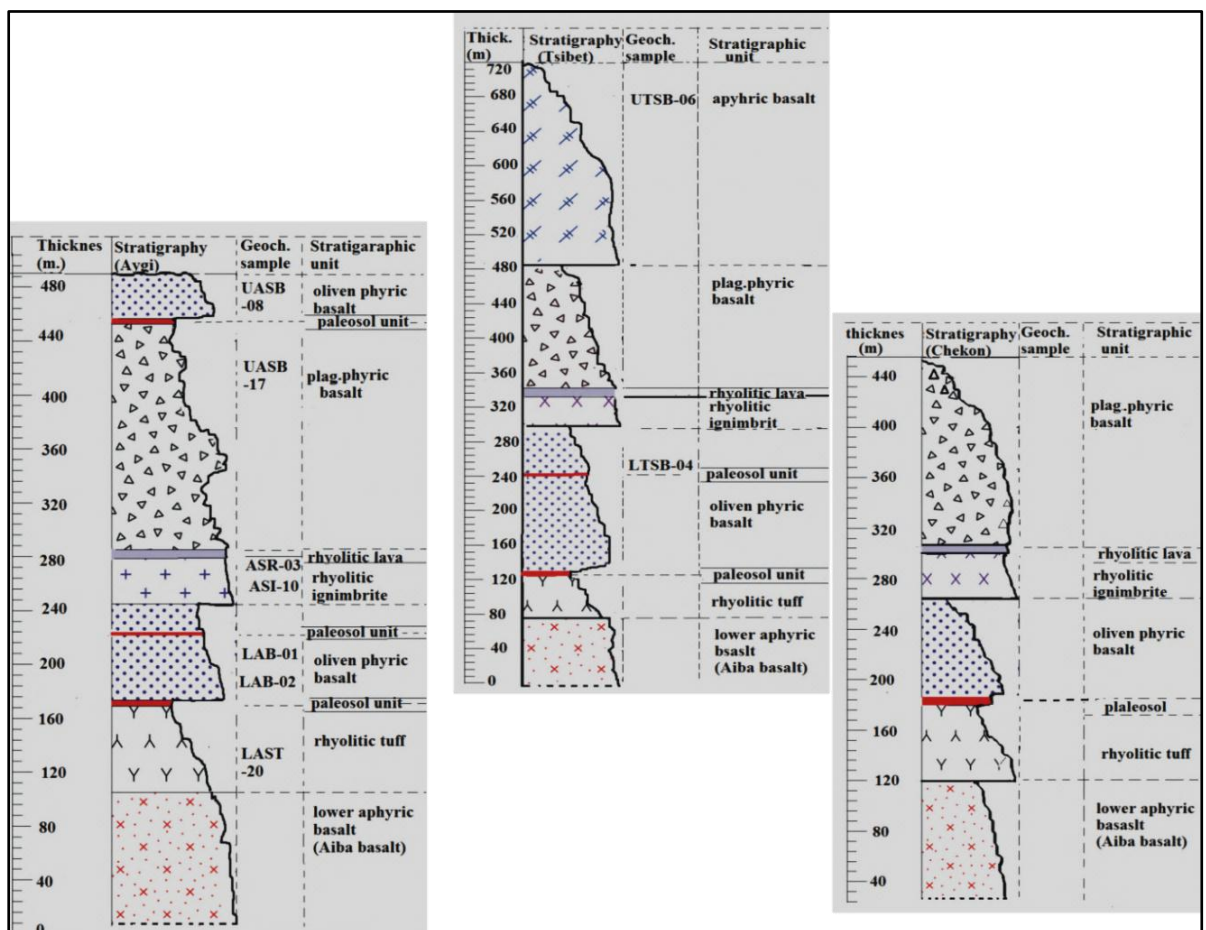 Thicknes
(m.)
Stratigraphy
(Aygi)
Geoch.
sample
Stratigaraphic
unit
480
440
400
360
320
280
240
200
160
120
80
40
0
UASB
-08
oliven phyric
basalt
paleosol unit
UASB
-17
plag.phyric
basalt
rhyolitic lava
ASR-03
ASI-10
rhyolitic
ignimbrite
paleosol unit
LAB-01
LAB-02
oliven phyric
basalt
paleosol unit
LAST
-20
rhyolitic tuff
lower aphyric
basalt
(Aiba basalt)
Thick.
(m)
Stratigraphy
(Tsibet)
Geoch.
sample
Stratigraphic
unit
720
680
640
600
560
520
480
440
400
360
320
280
240
200
160
120
80
40
0
UTSB-06
apyhric basalt
plag.phyric
basalt
rhyolitic lava
rhyolitic
ignimbrit
LTSB-04
paleosol unit
oliven phyric
basalt
paleosol unit
rhyolitic tuff
lower aphyric
bsaslt
(Aiba basalt)
thicknes
(m)
Stratigraphy
(Chekon)
Geoch.
sample
Stratigraphic
unit
440
400
360
320
280
240
200
160
120
80
40
plag.phyric
basalt
rhyolitic lava
rhyolitic
ignimbrite
oliven phyric
basalt
plaleosol
rhyolitic tuff
lower aphyric
basaslt
(Aiba basalt)